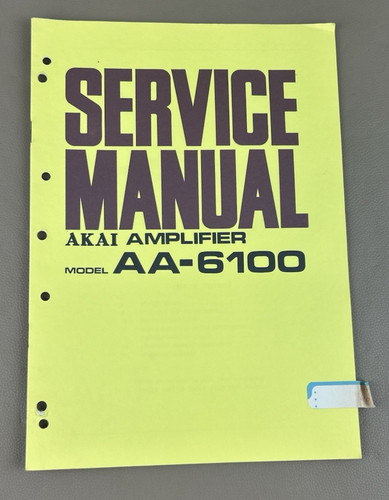 SERVICE
MANUAL
AKAI AMPLIFIER
MODEL AA-6100